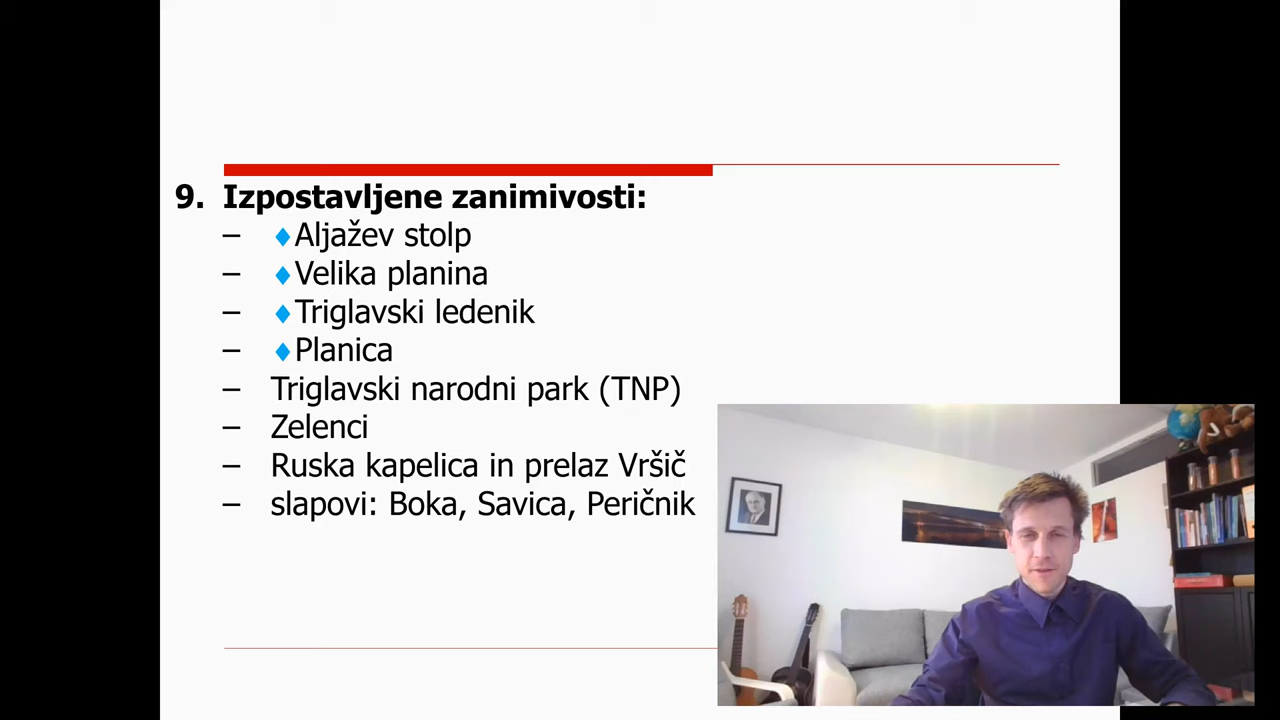 9. Izpostavljene zanimivosti:
– ♦Aljažev stolp
– ♦Velika planina
– ♦Triglavski ledenik
– ♦Planica
– Triglavski narodni park (TNP)
– Zelenci
– Ruska kapelica in prelaz Vršič
– slapovi: Boka, Savica, Peričnik